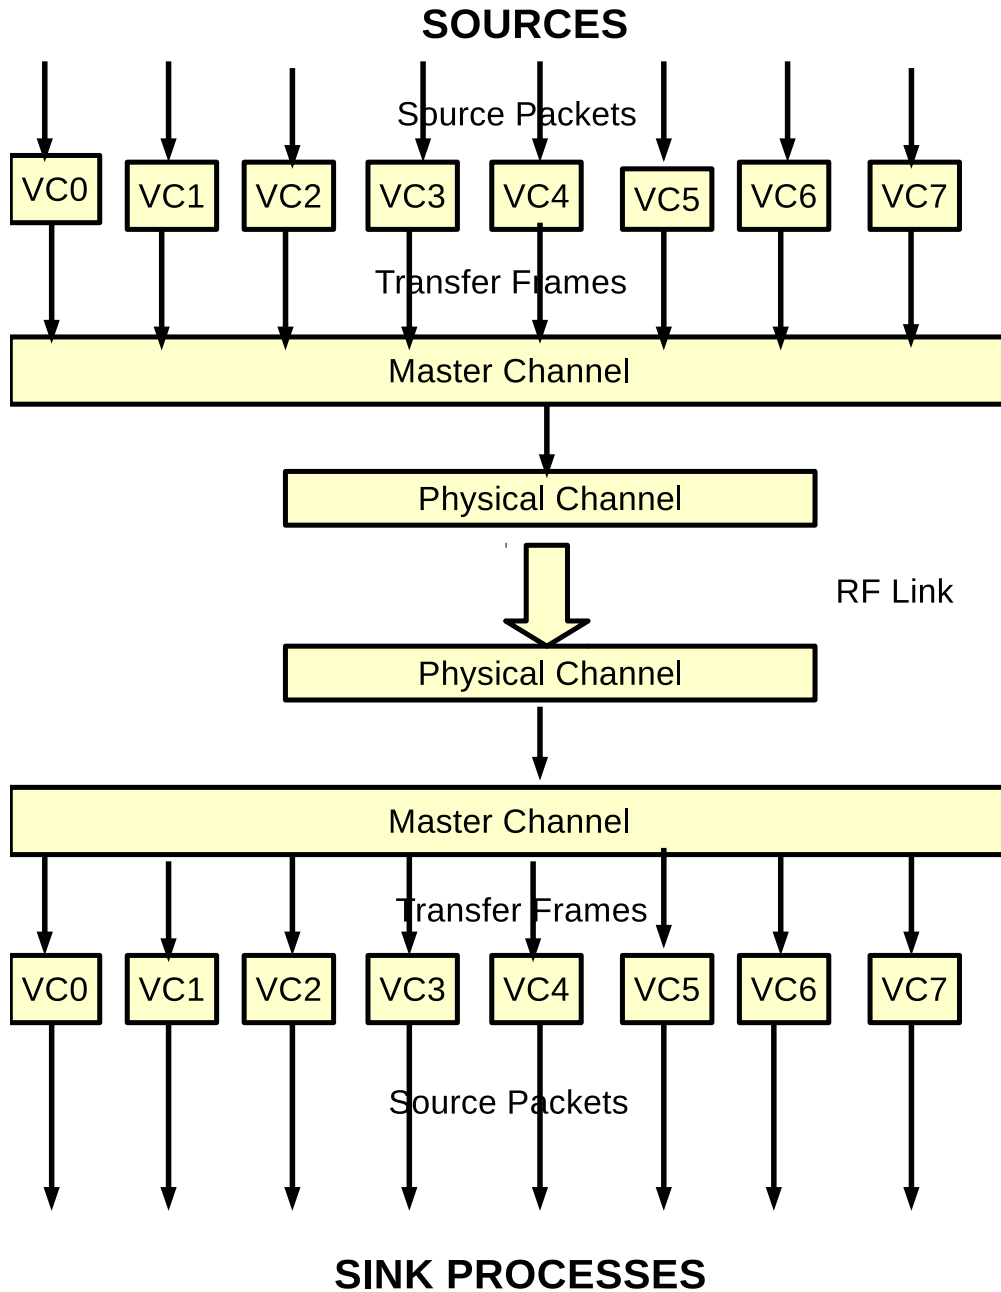 SOURCES
Source Packets
VC0 VC1 VC2 VC3 VC4 VC5 VC6 VC7
Transfer Frames
Master Channel
Physical Channel
RF Link
Physical Channel
Master Channel
Transfer Frames
VC0 VC1 VC2 VC3 VC4 VC5 VC6 VC7
Source Packets
SINK PROCESSES